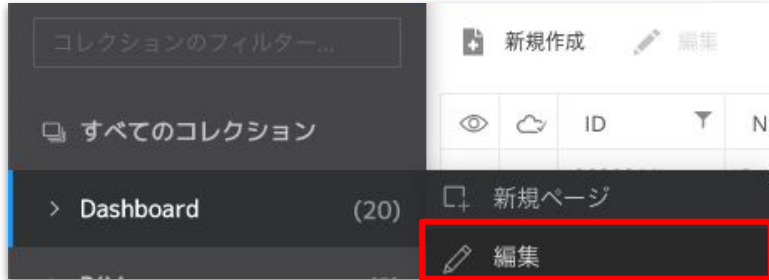 コレクションのフィルター...
すべてのコレクション
Dashboard (20)
新規作成 編集
ID N
新規ページ
編集